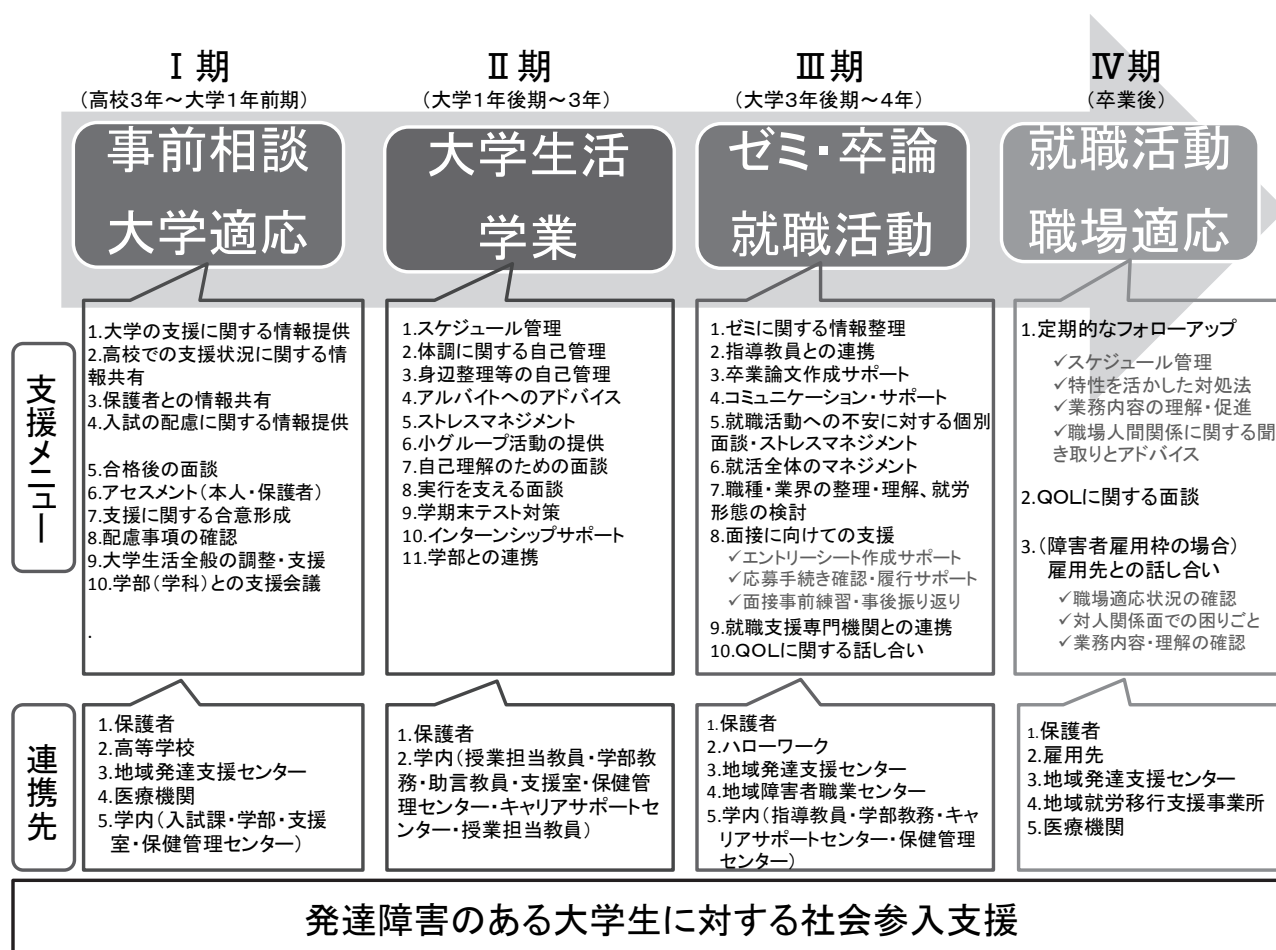 Ⅰ期
(高校3年～大学1年前期)
事前相談
大学適応
Ⅱ期
(大学1年後期～3年)
大学生活
学業
Ⅲ期
(大学3年後期～4年)
ゼミ・卒論
就職活動
Ⅳ期
(卒業後)
就職活動
職場適応
支援メニュー
1.大学の支援に関する情報提供
2.高校での支援状況に関する情
報共有
3.保護者との情報共有
4.入試の配慮に関する情報提供
5.合格後の面談
6.アセスメント(本人・保護者)
7.支援に関する合意形成
8.配慮事項の確認
9.大学生活全般の調整・支援
10.学部(学科)との支援会議
.
1.スケジュール管理
2.体調に関する自己管理
3.身辺整理等の自己管理
4.アルバイトへのアドバイス
5.ストレスマネジメント
6.小グループ活動の提供
7.自己理解のための面談
8.実行を支える面談
9.学期末テスト対策
10.インターンシップサポート
11.学部との連携
1.ゼミに関する情報整理
2.指導教員との連携
3.卒業論文作成サポート
4.コミュニケーション・サポート
5.就職活動への不安に対する個別
面談・ストレスマネジメント
6.就活全体のマネジメント
7.職種・業界の整理・理解、就労
形態の検討
8.面接に向けての支援
✓エントリーシート作成サポート
✓応募手続き確認・履行サポート
✓面接事前練習・事後振り返り
9.就職支援専門機関との連携
10.QOLに関する話し合い
1.定期的なフォローアップ
✓スケジュール管理
✓特性を活かした対処法
✓業務内容の理解・促進
✓職場人間関係に関する聞
き取りとアドバイス
2.QOLに関する面談
3.(障害者雇用枠の場合)
雇用先との話し合い
✓職場適応状況の確認
✓対人関係面での困りごと
✓業務内容・理解の確認
連携先
1.保護者
2.高等学校
3.地域発達支援センター
4.医療機関
5.学内(入試課・学部・支援
室・保健管理センター)
1.保護者
2.学内(授業担当教員・学部教
務・助言教員・支援室・保健管
理センター・キャリアサポートセ
ンター・授業担当教員)
1.保護者
2.ハローワーク
3.地域発達支援センター
4.地域障害者職業センター
5.学内(指導教員・学部教務・キャ
リアサポートセンター・保健管理
センター)
1.保護者
2.雇用先
3.地域発達支援センター
4.地域就労移行支援事業所
5.医療機関
発達障害のある大学生に対する社会参入支援